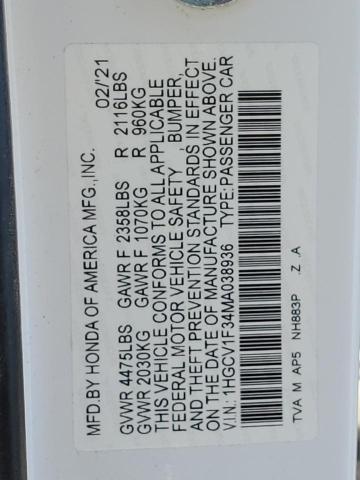 MFD.BY HONDA OF AMERICA MFG.,INC. 02/'21
GVWR 4475LBS GAWR F 2358LBS R 2116LBS
GVWR 2030KG GAWR F 1070KG R 960KG
THIS VEHICLE CONFORMS TO ALL APPLICABLE
FEDERAL MOTOR VEHICLE SAFETY , BUMPER,
AND THEFT PREVENTION STANDARDS IN EFFECT
ON THE DATE OF MANUFACTURE SHOWN ABOVE.
V.IN.: 1HGCV1F34MA038936 TYPE:PASSENGER CAR
TVA M AP5 NH883P .Z .A